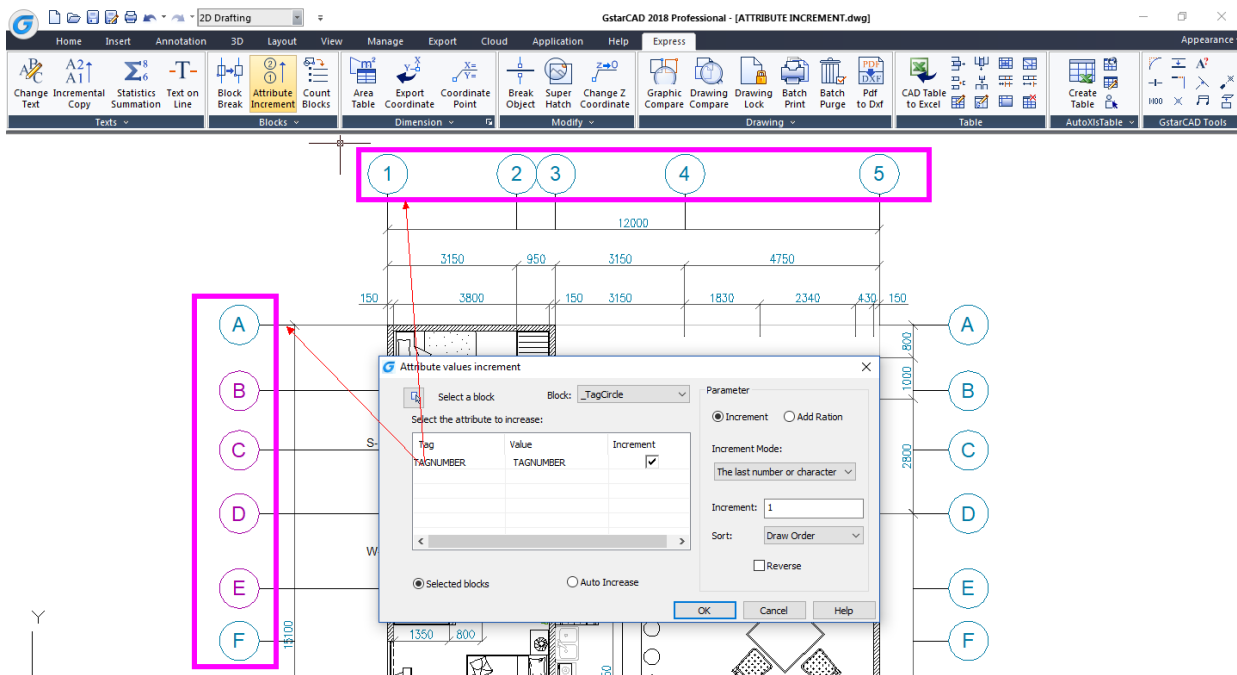 2D Drafting
GstarCAD 2018 Professional - [ATTRIBUTE INCREMENT.dwg]
Home Insert Annotation 3D Layout View Manage Export Cloud Application Help Express Appearance
Change Text
Incremental Copy
Statistics Summation
Text on Line
Block Break
Attribute Increment
Count Blocks
Area Table
Export Coordinate
Coordinate Point
Break Object
Super Hatch
Change Z Coordinate
Graphic Compare
Drawing Compare
Drawing Lock
Batch Print
Batch Purge
Pdf to Dxf
CAD Table to Excel
Create Table
Texts Blocks Dimension Modify Drawing Table AutoXlsTable GstarCAD Tools
1 2 3 4 5
12000
3150 950 3150 4750
150 3800 150 3150 1830 2340 430 150
A A
800
1000
B B
C C
2800
D D
E E
F F
S-
W
15100
1350 800
Attribute values increment
Select a block
Block: _TagCircle
Select the attribute to increase:
Tag Value Increment
TAGNUMBER TAGNUMBER
Selected blocks
Auto Increase
Parameter
Increment Add Ration
Increment Mode:
The last number or character
Increment: 1
Sort: Draw Order
Reverse
OK Cancel Help
Y